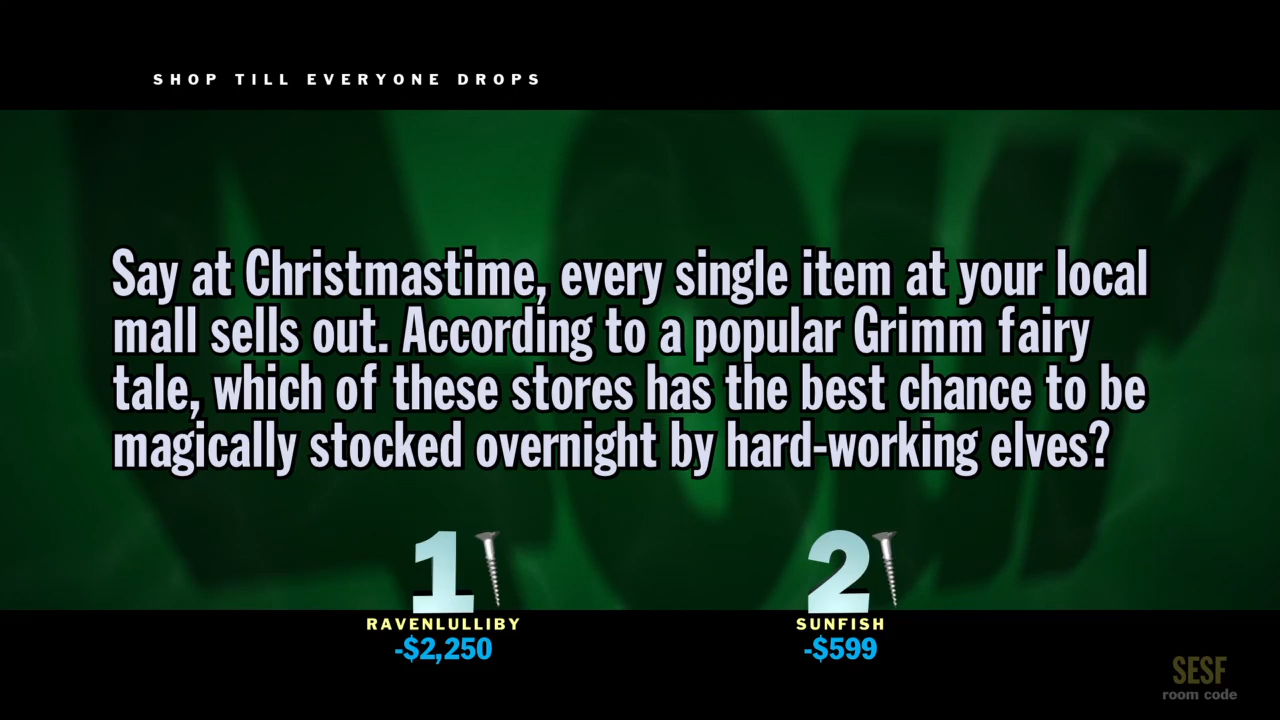 SHOP TILL EVERYONE DROPS
Say at Christmastime, every single item at your local
mall sells out. According to a popular Grimm fairy
tale, which of these stores has the best chance to be
magically stocked overnight by hard-working elves?
1
2
RAVENLULLIBY
SUNFISH
-$2,250
-$599
SESF
room code